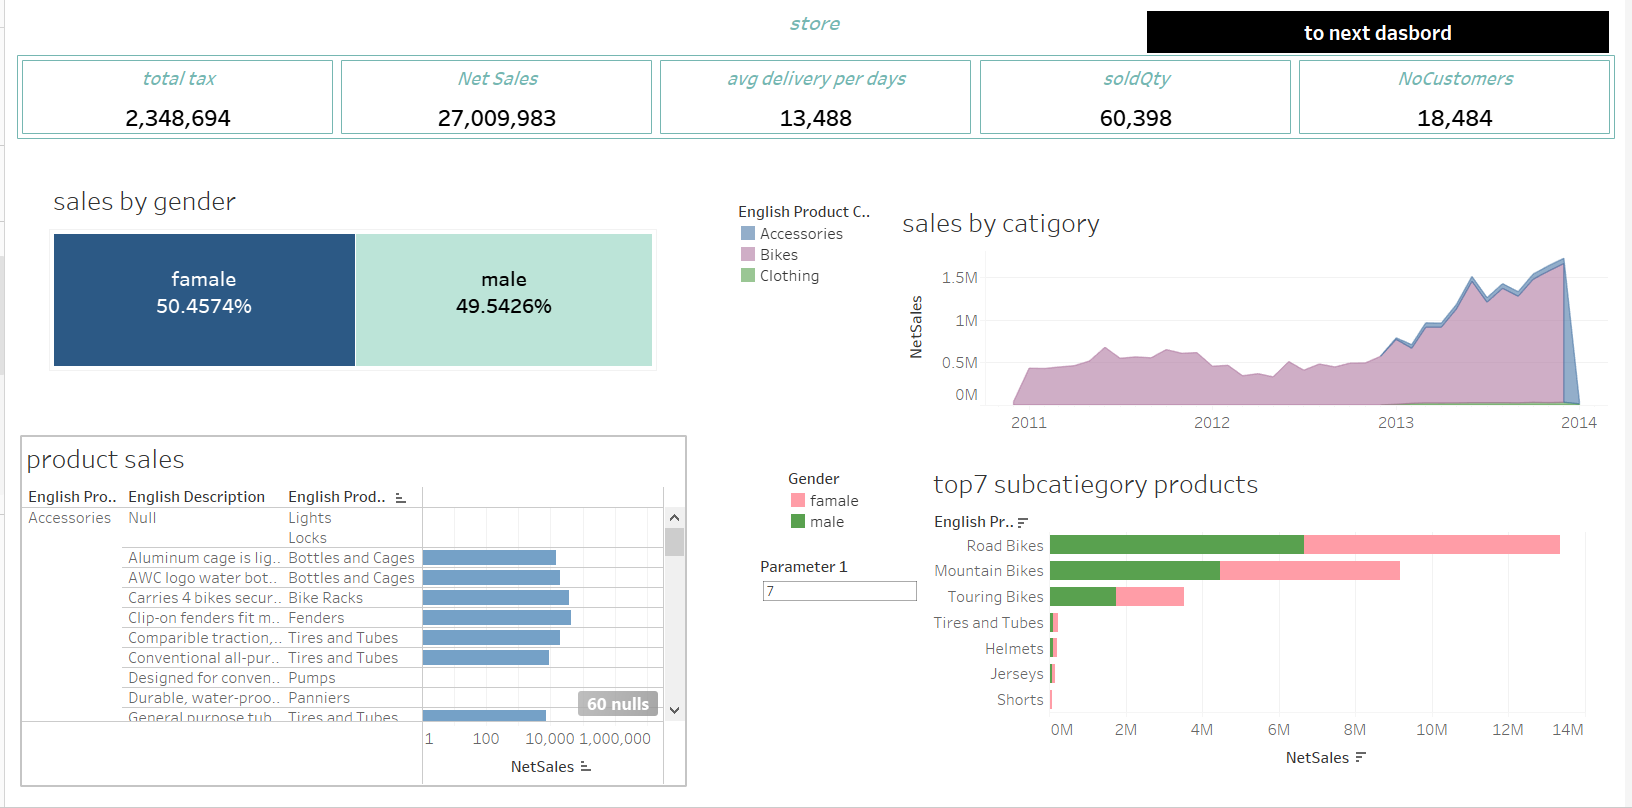 store
to next dasbord
total tax
2,348,694
Net Sales
27,009,983
avg delivery per days
13,488
soldQty
60,398
NoCustomers
18,484
sales by gender
famale
50.4574%
male
49.5426%
English Product C..
Accessories
Bikes
Clothing
sales by catigory
NetSales
1.5M
1M
0.5M
0M
2011
2012
2013
2014
product sales
English Pro.. English Description English Prod..
Accessories Null Lights
Locks
Aluminum cage is lig.. Bottles and Cages
AWC logo water bot.. Bottles and Cages
Carries 4 bikes secur.. Bike Racks
Clip-on fenders fit m.. Fenders
Comparible traction,.. Tires and Tubes
Conventional all-pur.. Tires and Tubes
Designed for conven.. Pumps
Durable, water-proo.. Panniers
General purpose tub.. Tires and Tubes
60 nulls
1 100 10,000 1,000,000
NetSales
Gender
famale
male
Parameter 1
7
top7 subcatiegory products
English Pr..
Road Bikes
Mountain Bikes
Touring Bikes
Tires and Tubes
Helmets
Jerseys
Shorts
0M 2M 4M 6M 8M 10M 12M 14M
NetSales